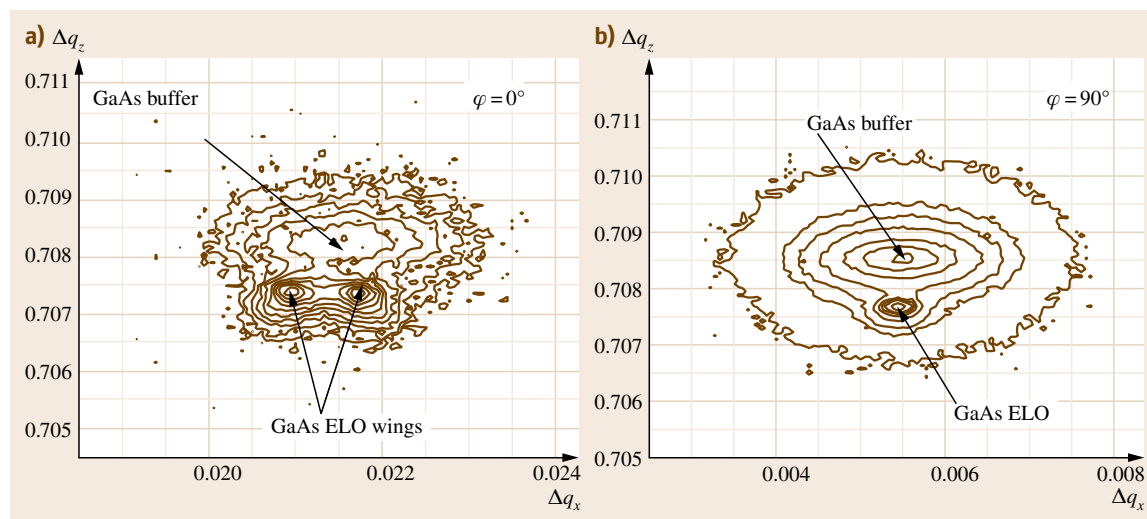 a) Δq_z
0.711
0.710
0.709
0.708
0.707
0.706
0.705
GaAs buffer
φ = 0°
GaAs ELO wings
0.020
0.022
0.024
Δq_x
b) Δq_z
0.711
0.710
0.709
0.708
0.707
0.706
0.705
φ = 90°
GaAs buffer
GaAs ELO
0.004
0.006
0.008
Δq_x